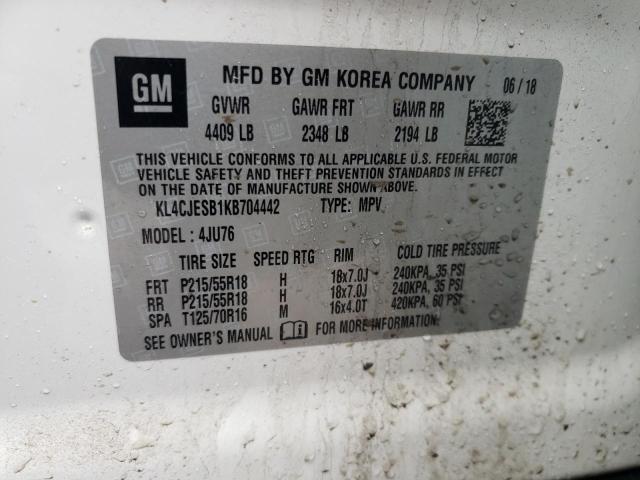 GM
MFD BY GM KOREA COMPANY 06/18
GVWR GAWR FRT GAWR RR
4409 LB 2348 LB 2194 LB
THIS VEHICLE CONFORMS TO ALL APPLICABLE U.S. FEDERAL MOTOR
VEHICLE SAFETY AND THEFT PREVENTION STANDARDS IN EFFECT
ON THE DATE OF MANUFACTURE SHOWN ABOVE.
KL4CJESB1KB704442 TYPE: MPV
MODEL: 4JU76
TIRE SIZE SPEED RTG RIM COLD TIRE PRESSURE
FRT P215/55R18 H 18x7.0J 240KPA, 35 PSI
RR P215/55R18 H 18x7.0J 240KPA, 35 PSI
SPA T125/70R16 M 16x4.0T 420KPA, 60 PSI
SEE OWNER'S MANUAL FOR MORE INFORMATION.